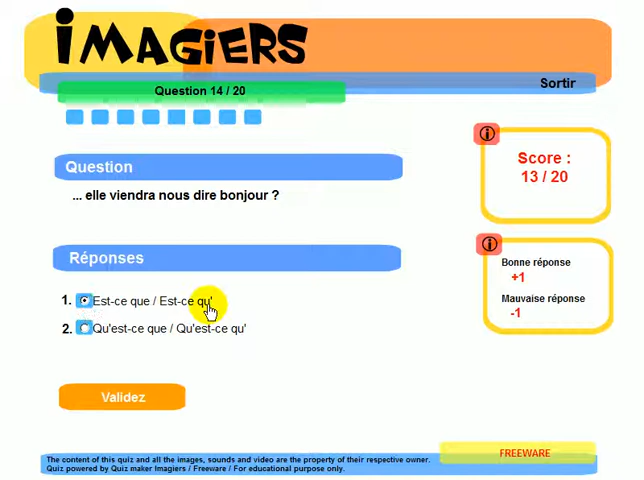 iMAGiERS
Sortir
Question 14 / 20
Question
... elle viendra nous dire bonjour ?
Score :
13 / 20
Bonne réponse
+1
Mauvaise réponse
-1
Réponses
1. Est-ce que / Est-ce qu'
2. Qu'est-ce que / Qu'est-ce qu'
Validez
FREEWARE
The content of this quiz and all the images, sounds and video are the property of their respective owner.
Quiz powered by Quiz maker Imagiers / Freeware / For educational purpose only.